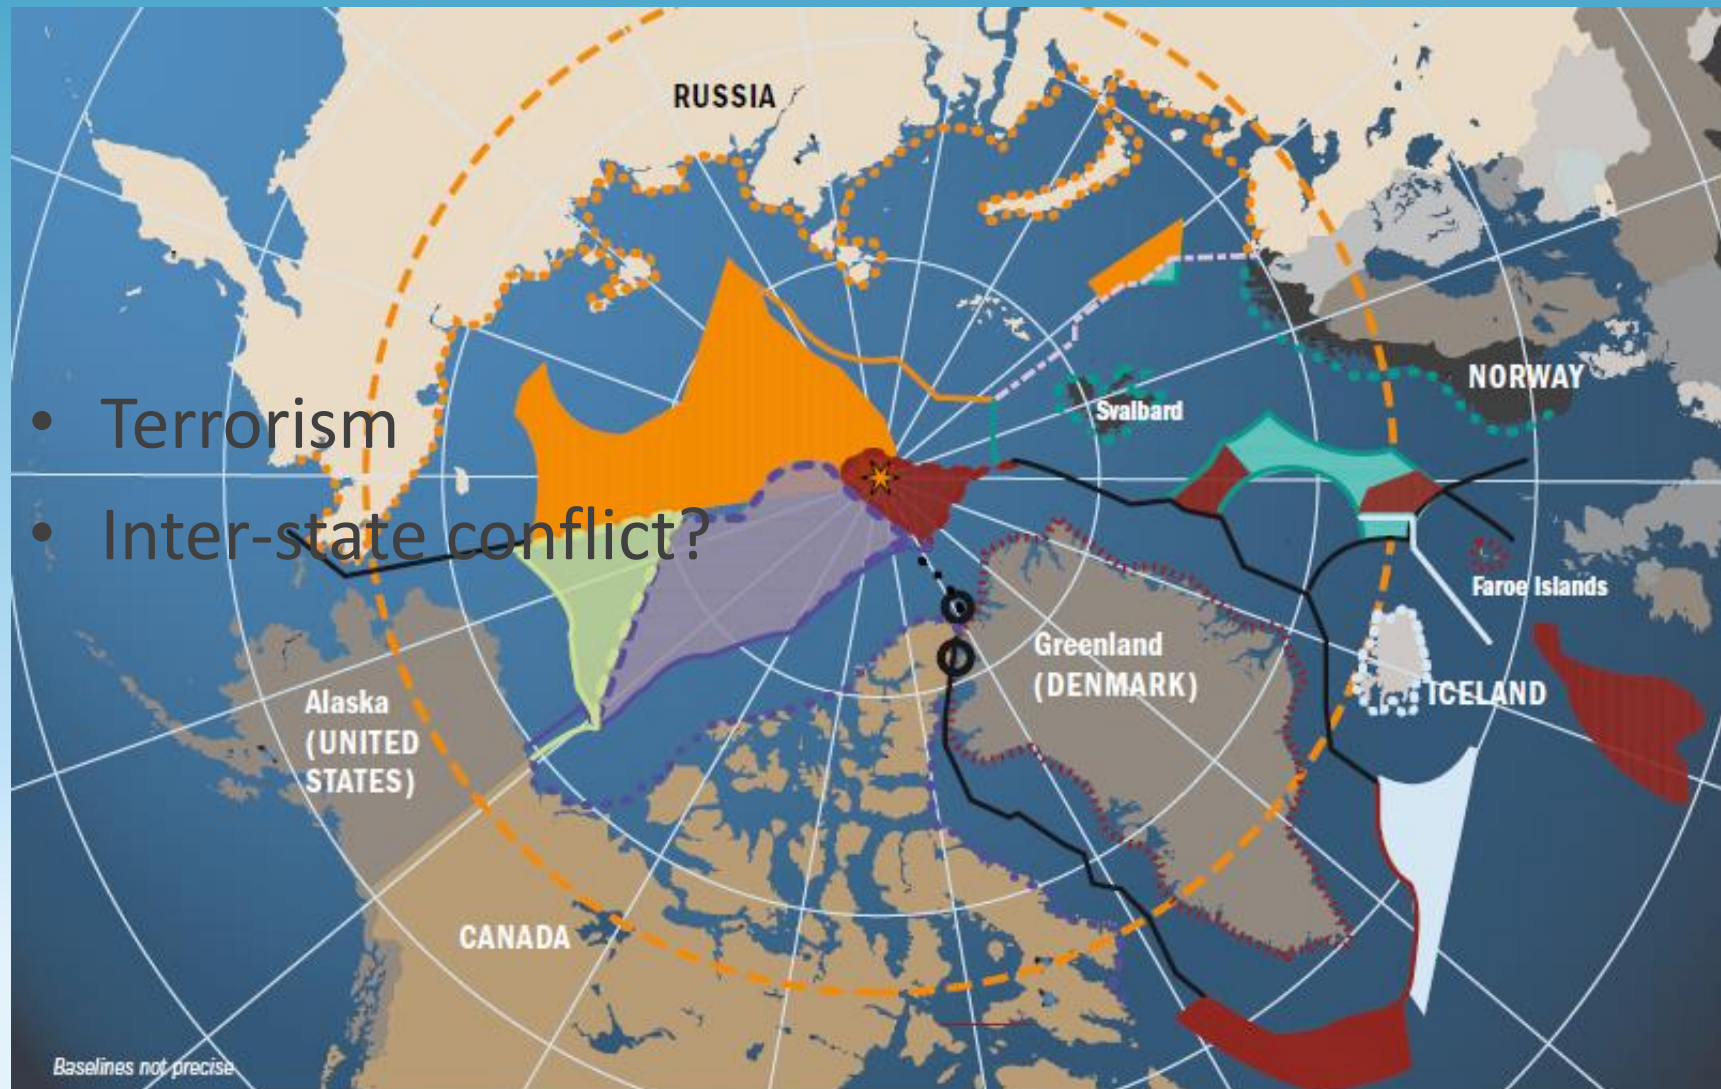 RUSSIA
NORWAY
Svalbard
• Terrorism
• Inter-state conflict?
Faroe Islands
Greenland
(DENMARK)
ICELAND
Alaska
(UNITED
STATES)
CANADA
Baselines not precise